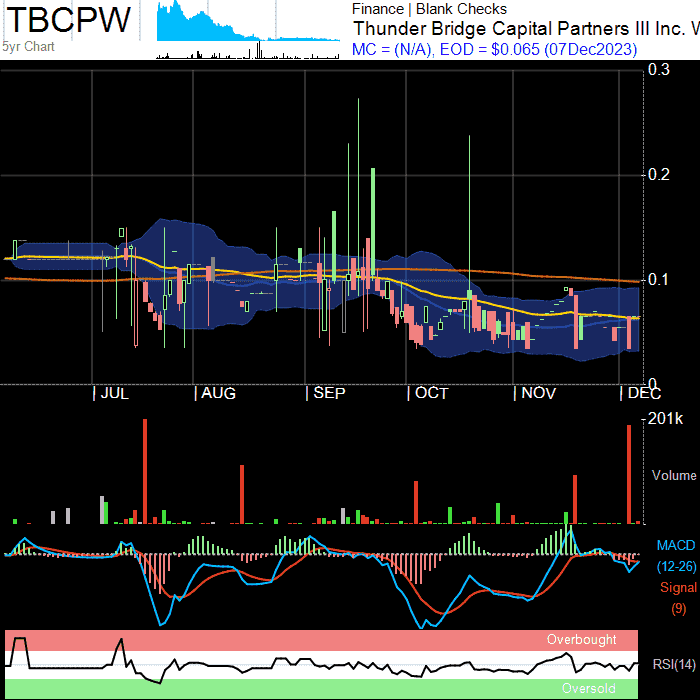 TBCPW
5yr Chart
Finance | Blank Checks
Thunder Bridge Capital Partners III Inc. W
MC = (N/A), EOD = $0.065 (07Dec2023)
0.3
0.2
0.1
0
JUL
AUG
SEP
OCT
NOV
DEC
201k
Volume
MACD
(12-26)
Signal
(9)
Overbought
RSI(14)
Oversold